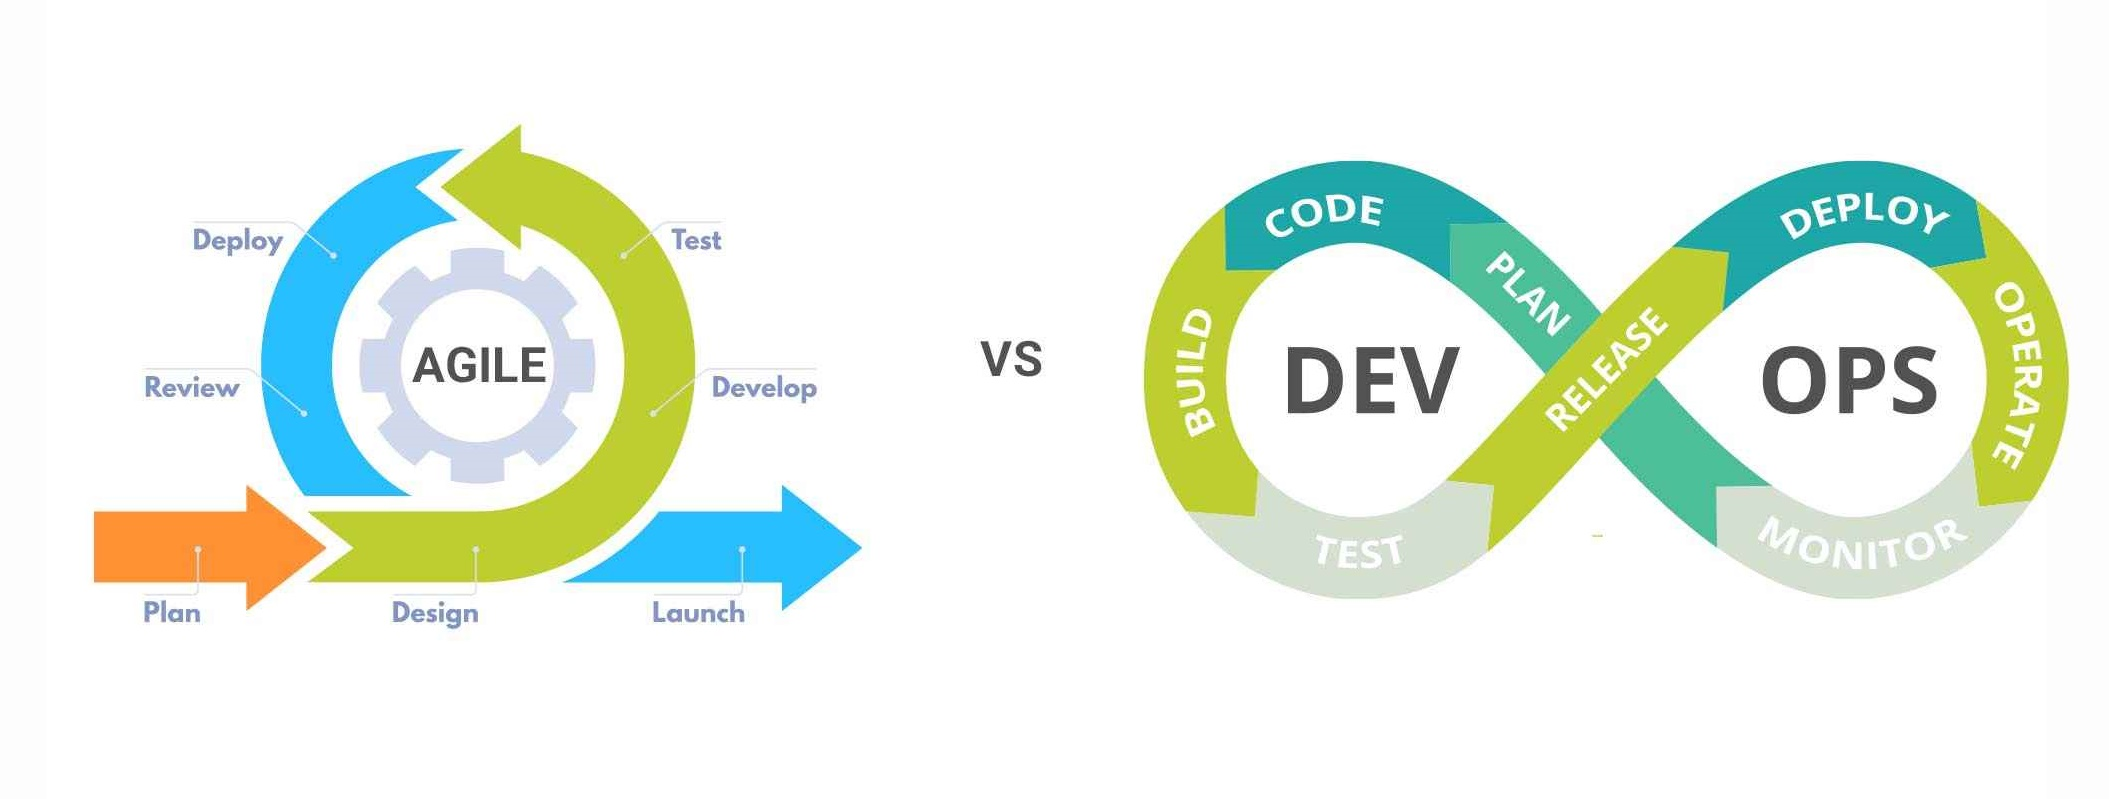 Deploy
Test
AGILE
Review
Develop
Plan
Design
Launch
VS
CODE
PLAN
BUILD
DEV
TEST
RELEASE
DEPLOY
OPS
OPERATE
MONITOR